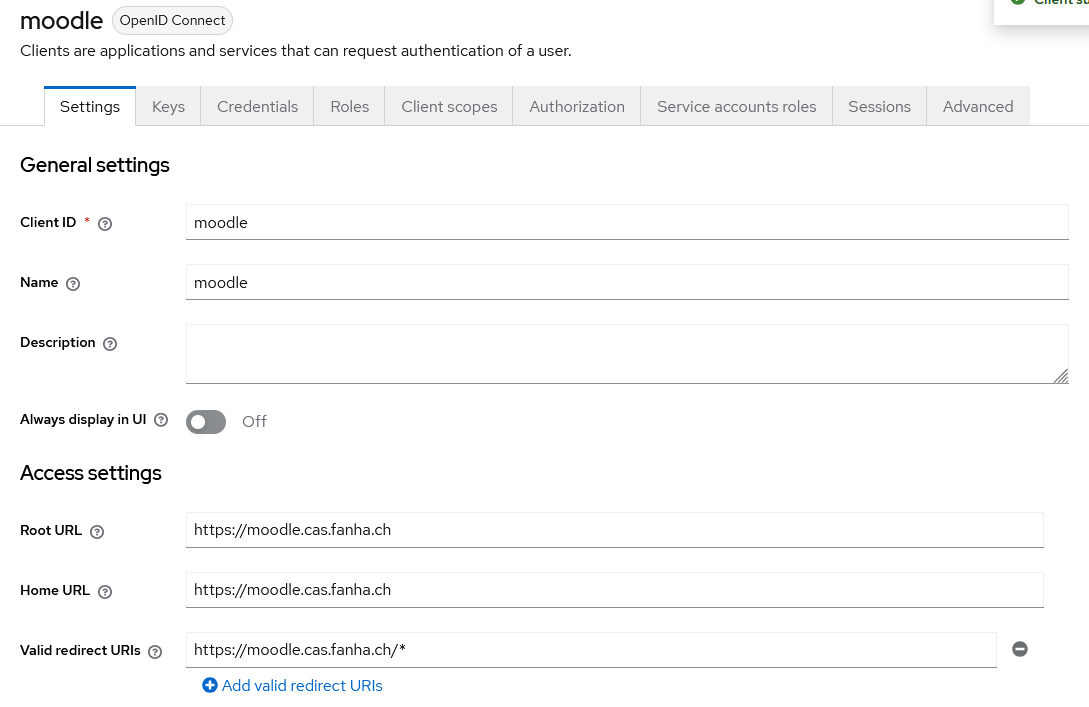 moodle OpenID Connect
Client su
Clients are applications and services that can request authentication of a user.
Settings Keys Credentials Roles Client scopes Authorization Service accounts roles Sessions Advanced
General settings
Client ID * moodle
Name moodle
Description
Always display in UI Off
Access settings
Root URL https://moodle.cas.fanha.ch
Home URL https://moodle.cas.fanha.ch
Valid redirect URIs https://moodle.cas.fanha.ch/*
Add valid redirect URIs